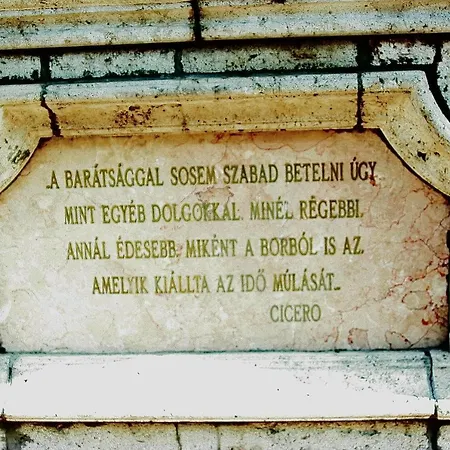 „A BARÁTSÁGGAL SOSEM SZABAD BETELNI ÚGY
MINT EGYÉB DOLGOKKAL. MINÉL RÉGEBBI,
ANNÁL ÉDESEBB, MIKÉNT A BORBÓL IS AZ,
AMELYIK KIÁLLTA AZ IDŐ MÚLÁSÁT„
CICERO